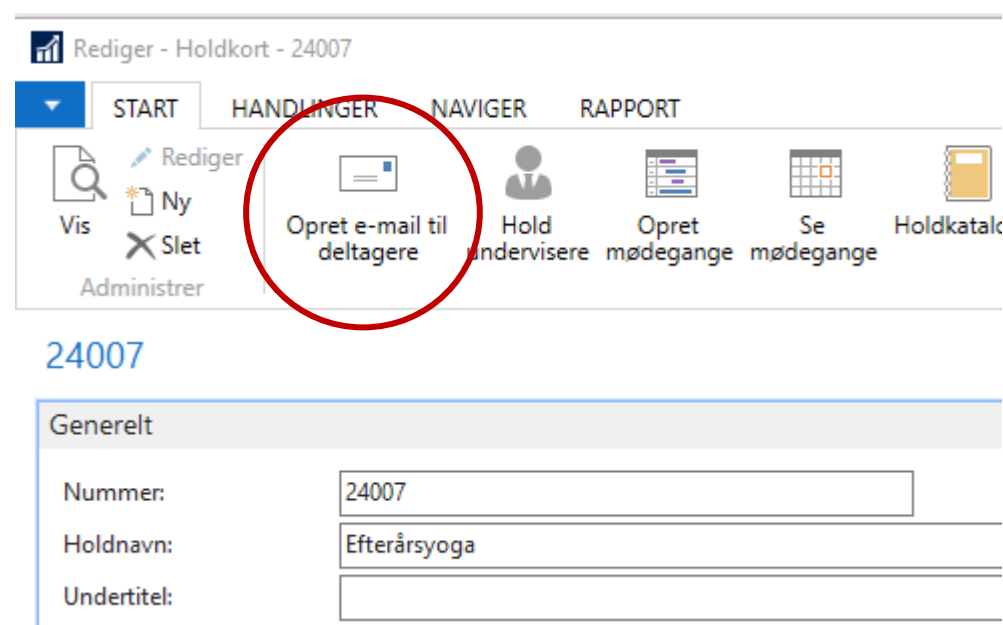 Rediger - Holdkort - 24007
START HANDLINGER NAVIGER RAPPORT
Vis
Rediger
Ny
Slet
Administrer
Opret e-mail til
deltagere
Hold
undervisere
Opret
mødegange
Se
mødegange
24007
Generelt
Nummer: 24007
Holdnavn: Efterårsyoga
Undertitel: